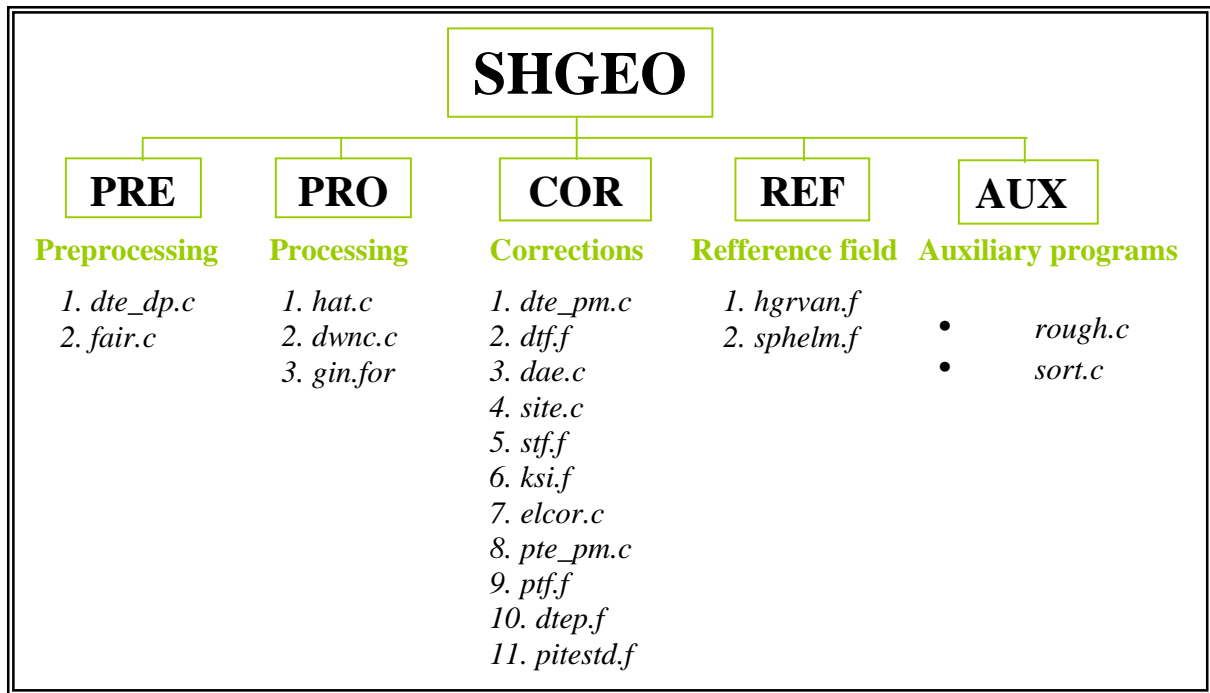 SHGEO
PRE
Preprocessing
1. dte_dp.c
2. fair.c
PRO
Processing
1. hat.c
2. dwnc.c
3. gin.for
COR
Corrections
1. dte_pm.c
2. dtf.f
3. dae.c
4. site.c
5. stf.f
6. ksi.f
7. elcor.c
8. pte_pm.c
9. ptf.f
10. dtep.f
11. pitestd.f
REF
Refference field
1. hgrvan.f
2. sphelm.f
AUX
Auxiliary programs
• rough.c
• sort.c